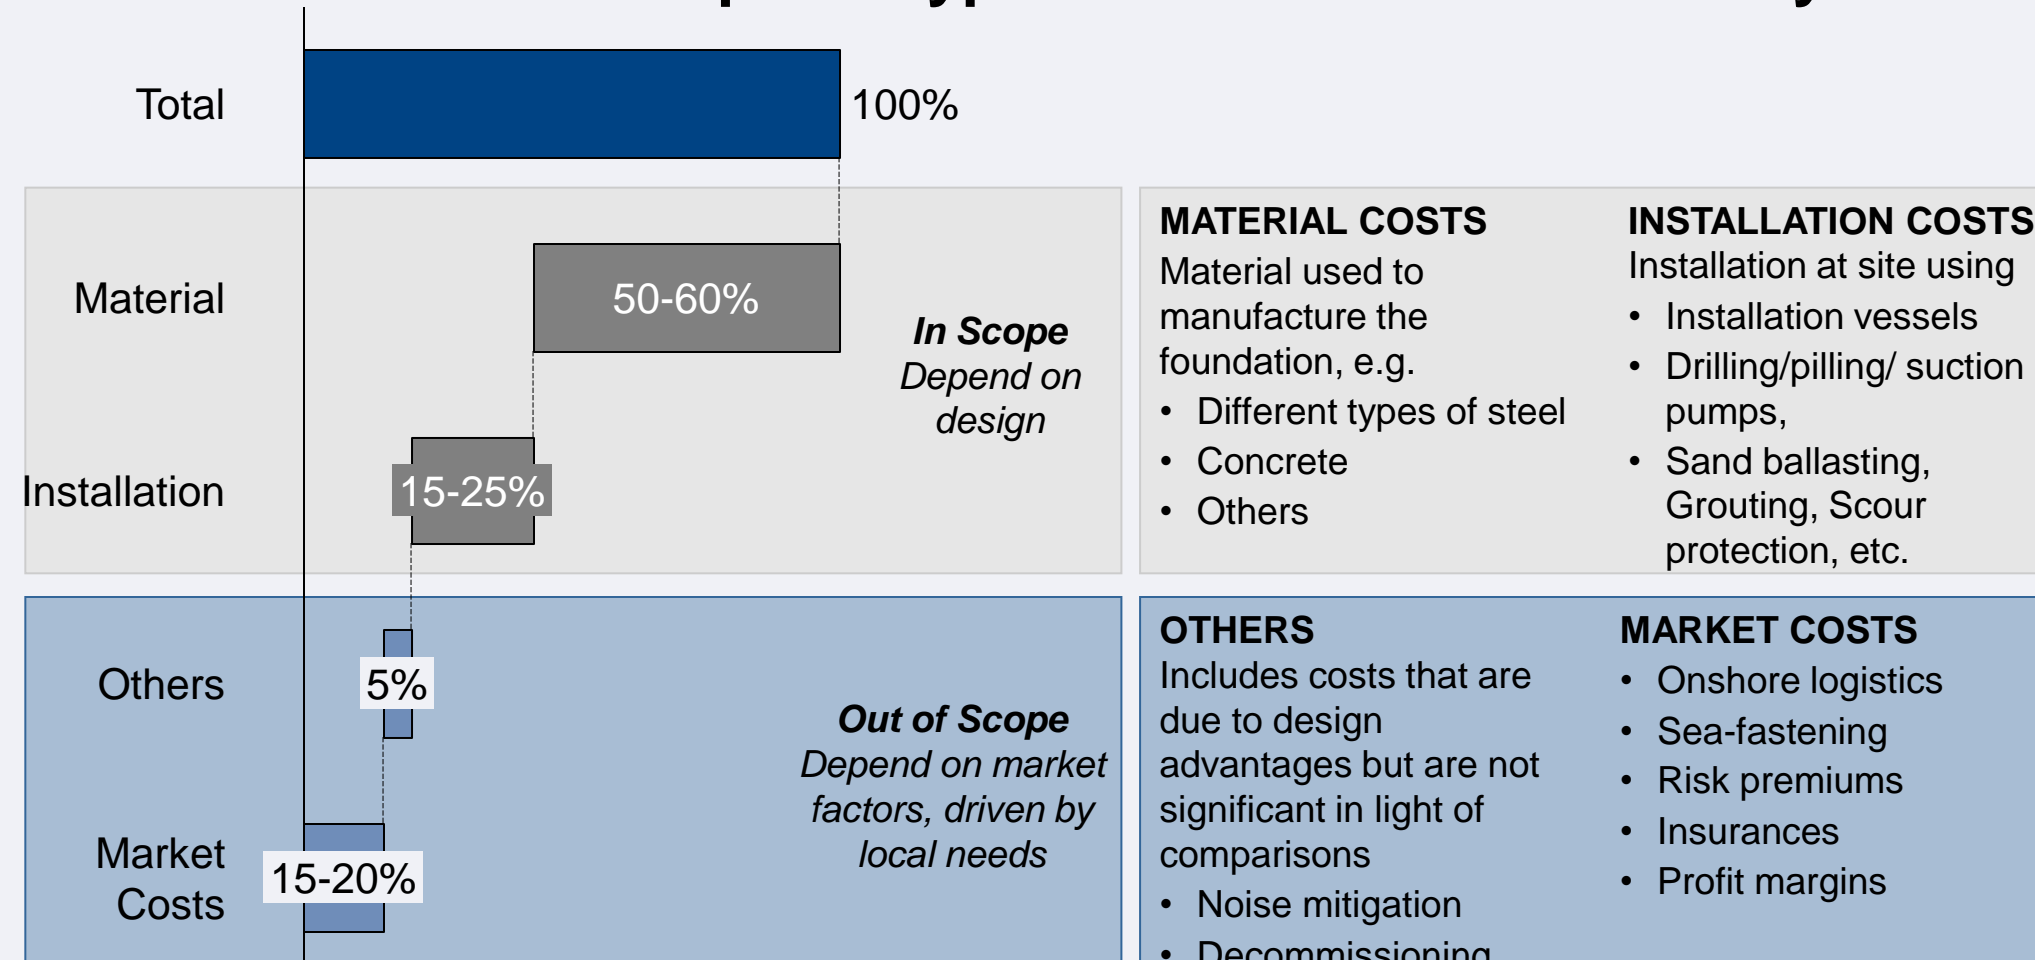 Total
100%
Material
50-60%
In Scope
Depend on
design
Installation
15-25%
MATERIAL COSTS
Material used to
manufacture the
foundation, e.g.
• Different types of steel
• Concrete
• Others
INSTALLATION COSTS
Installation at site using
• Installation vessels
• Drilling/pilling/ suction
pumps,
• Sand ballasting,
Grouting, Scour
protection, etc.
Others
5%
Out of Scope
Depend on market
factors, driven by
local needs
Market
Costs
15-20%
OTHERS
Includes costs that are
due to design
advantages but are not
significant in light of
comparisons
• Noise mitigation
• Decommissioning
MARKET COSTS
• Onshore logistics
• Sea-fastening
• Risk premiums
• Insurances
• Profit margins